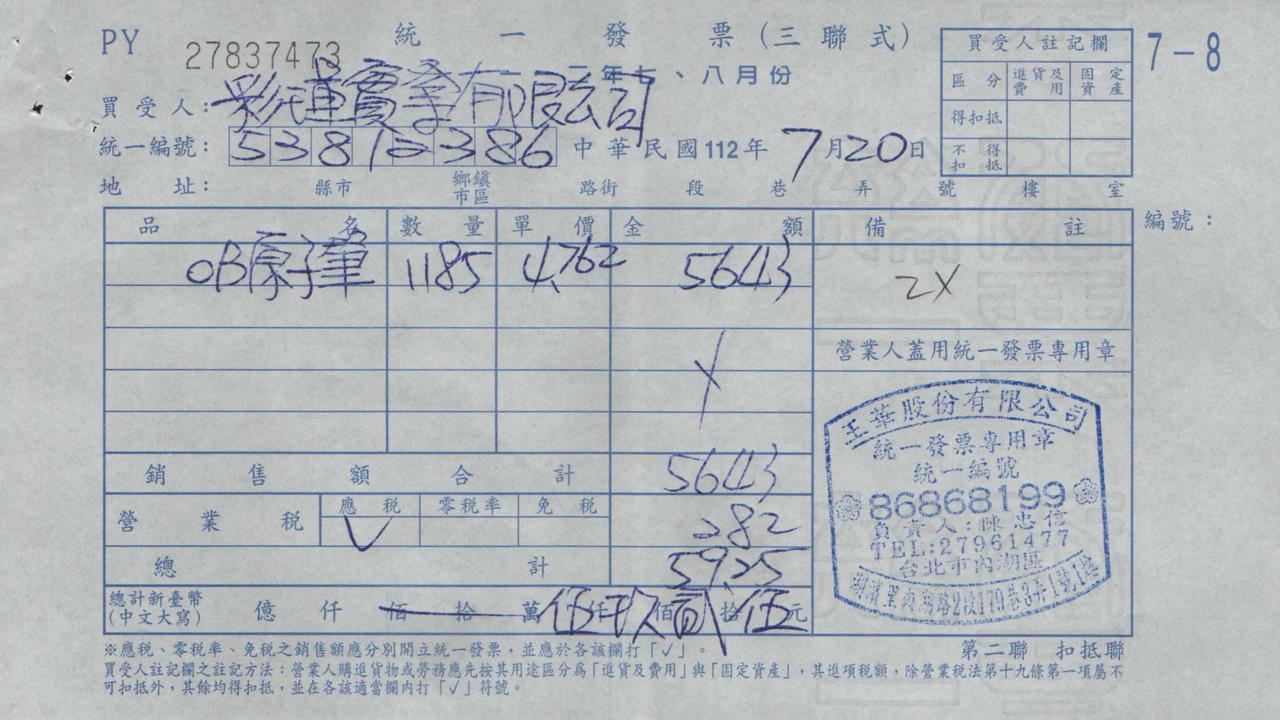 PY 27837473 統一發票(三聯式) 7-8
一二年七、八月份
買受人: 彩運實業有限公司
統一編號: 53812386 中華民國112年7月20日
地址: 縣市 鄉鎮市區 路街 段 巷 弄 號 樓 室
買受人註記欄
區分 進貨及費用 固定資產
得扣抵
不得扣抵
編號:
品名 數量 單價 金額 備註
OB原子筆 1185 4.762 5643 2X
營業人蓋用統一發票專用章
銷售額合計 5643
應稅 零稅率 免稅
營業稅 V 282
總計 5925
總計新臺幣(中文大寫) 億仟佰拾萬伍仟玖佰貳拾伍元
王華股份有限公司
統一發票專用章
統一編號
86868199
負責人:陳忠信
TEL:27961477
台北市內湖區
湖濱里內湖路2段179巷3弄1號1樓
※應稅、零稅率、免稅之銷售額應分別開立統一發票,並應於各該欄打「✓」。
第二聯 扣抵聯
買受人註記欄之註記方法:營業人購進貨物或勞務應先按其用途區分為「進貨及費用」與「固定資產」,其進項稅額,除營業稅法第十九條第一項屬不
可扣抵外,其餘均得扣抵,並在各該適當欄內打「✓」符號。